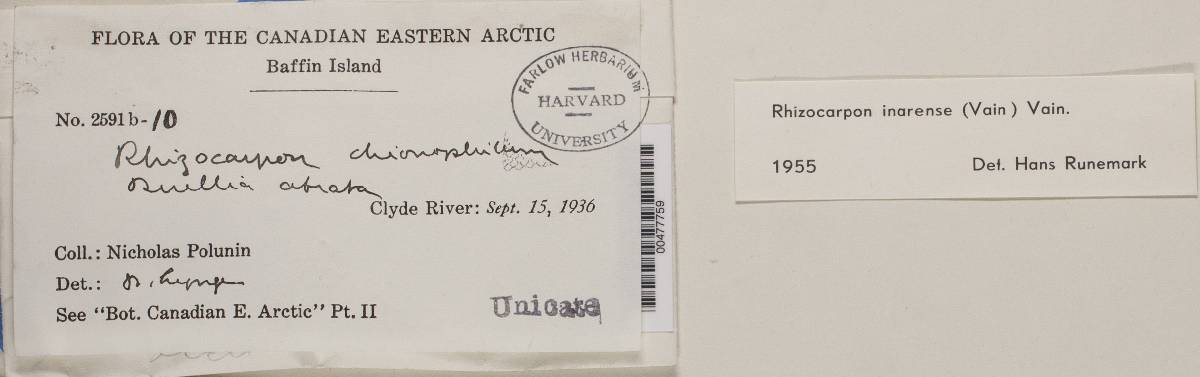 FLORA OF THE CANADIAN EASTERN ARCTIC
Baffin Island
FARLOW HERBARIUM
HARVARD
UNIVERSITY
No. 2591b-10
Rhizocarpon chionophilum
Buellia atrata
Clyde River: Sept. 15, 1936
Coll.: Nicholas Polunin
Det.:
See "Bot. Canadian E. Arctic" Pt. II
Unicate
00477759
Rhizocarpon inarense (Vain) Vain.
1955 Det. Hans Runemark